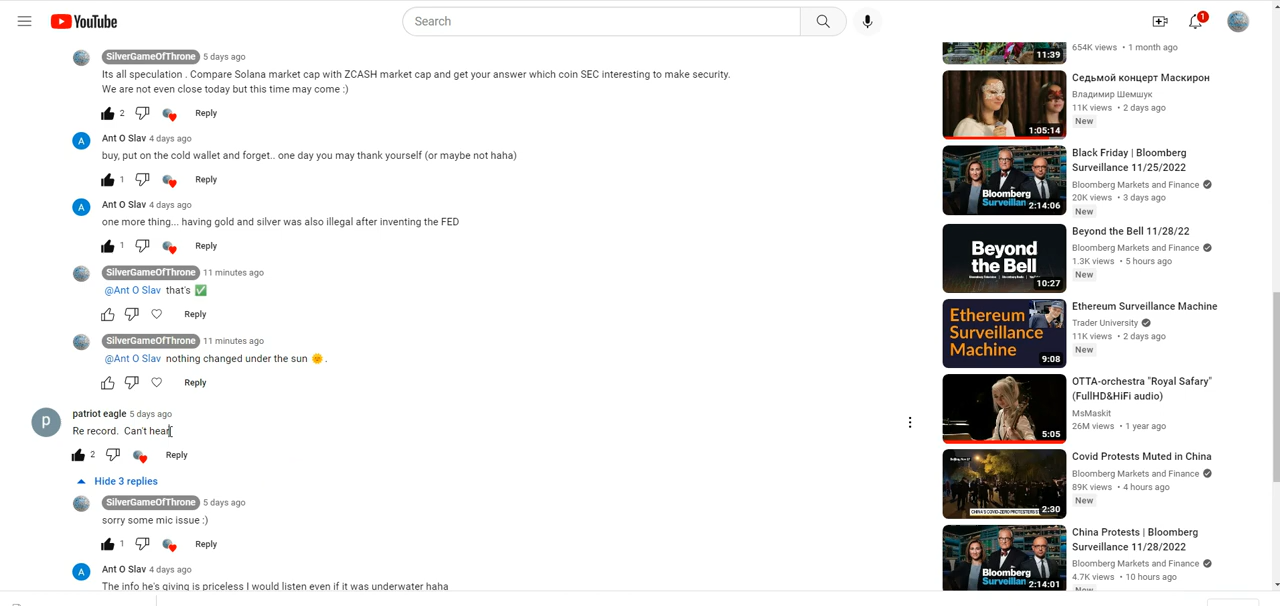 YouTube
Search
1
SilverGameOfThrone 5 days ago
Its all speculation . Compare Solana market cap with ZCASH market cap and get your answer which coin SEC interesting to make security.
We are not even close today but this time may come :)
2 Reply
A
Ant O Slav 4 days ago
buy, put on the cold wallet and forget.. one day you may thank yourself (or maybe not haha)
1 Reply
A
Ant O Slav 4 days ago
one more thing... having gold and silver was also illegal after inventing the FED
1 Reply
SilverGameOfThrone 11 minutes ago
@Ant O Slav that's ✅
Reply
SilverGameOfThrone 11 minutes ago
@Ant O Slav nothing changed under the sun 🌞 .
Reply
p
patriot eagle 5 days ago
Re record. Can't hear
2 Reply
Hide 3 replies
SilverGameOfThrone 5 days ago
sorry some mic issue :)
1 Reply
A
Ant O Slav 4 days ago
The info he's giving is priceless I would listen even if it was underwater haha
11:39
654K views • 1 month ago
1:05:14
Седьмой концерт Маскирон
Владимир Шемшук
11K views • 2 days ago
New
Bloomberg
Surveillan
2:14:06
Black Friday | Bloomberg
Surveillance 11/25/2022
Bloomberg Markets and Finance
20K views • 3 days ago
New
Beyond
the Bell
10:27
Beyond the Bell 11/28/22
Bloomberg Markets and Finance
1.3K views • 5 hours ago
New
Ethereum
Surveillance
Machine
9:08
Ethereum Surveillance Machine
Trader University
11K views • 2 days ago
New
5:05
OTTA-orchestra "Royal Safary"
(FullHD&HiFi audio)
MsMaskit
26M views • 1 year ago
2:30
Covid Protests Muted in China
Bloomberg Markets and Finance
89K views • 4 hours ago
New
Bloomberg
Surveillan
2:14:01
China Protests | Bloomberg
Surveillance 11/28/2022
Bloomberg Markets and Finance
4.7K views • 10 hours ago
New